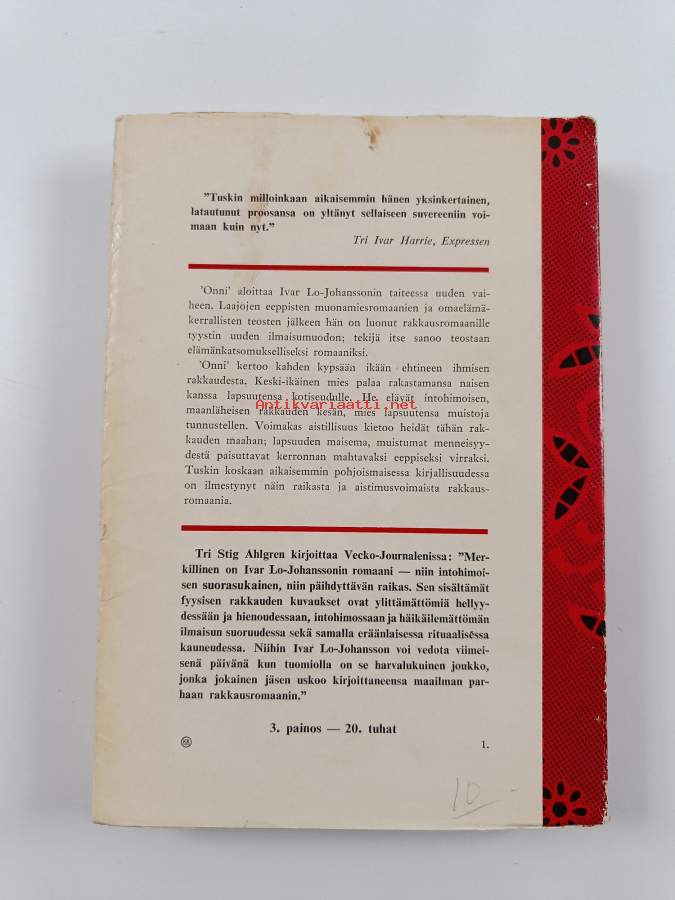 "Tuskin milloinkaan aikaisemmin hänen yksinkertainen,
latautunut proosansa on yltänyt sellaiseen suvereeniin voi-
maan kuin nyt."
Tri Ivar Harrie, Expressen
'Onni' aloittaa Ivar Lo-Johanssonin taiteessa uuden vai-
heen. Laajojen eeppisten muonamiesromaanien ja omaelämä-
kerrallisten teosten jälkeen hän on luonut rakkausromaanille
tyystin uuden ilmaisumuodon; tekijä itse sanoo teostaan
elämänkatsomukselliseksi romaaniksi.
'Onni' kertoo kahden kypsään ikään ehtineen ihmisen
rakkaudesta. Keski-ikäinen mies palaa rakastamansa naisen
kanssa lapsuutensa kotiseudulle. He elävät intohimoisen,
Antikvariaatti.net
maanläheisen rakkauden kesän, mies lapsuutensa muistoja
tunnustellen. Voimakas aistillisuus kietoo heidät tähän rak-
kauden maahan; lapsuuden maisema, muistumat menneisyy-
destä paisuttavat kerronnan mahtavaksi eeppiseksi virraksi.
Tuskin koskaan aikaisemmin pohjoismaisessa kirjallisuudessa
on ilmestynyt näin raikasta ja aistimusvoimaista rakkaus-
romaania.
Tri Stig Ahlgren kirjoittaa Vecko-Journalenissa: "Mer-
killinen on Ivar Lo-Johanssonin romaani — niin intohimoi-
sen suorasukainen, niin päihdyttävän raikas. Sen sisältämät
fyysisen rakkauden kuvaukset ovat ylittämättömiä hellyy-
dessään ja hienoudessaan, intohimossaan ja häikäilemättömän
ilmaisun suoruudessa sekä samalla eräänlaisessa rituaalisessa
kauneudessa. Niihin Ivar Lo-Johansson voi vedota viimei-
senä päivänä kun tuomiolla on se harvalukuinen joukko,
jonka jokainen jäsen uskoo kirjoittaneensa maailman par-
haan rakkausromaanin."
3. painos — 20. tuhat
1.
10